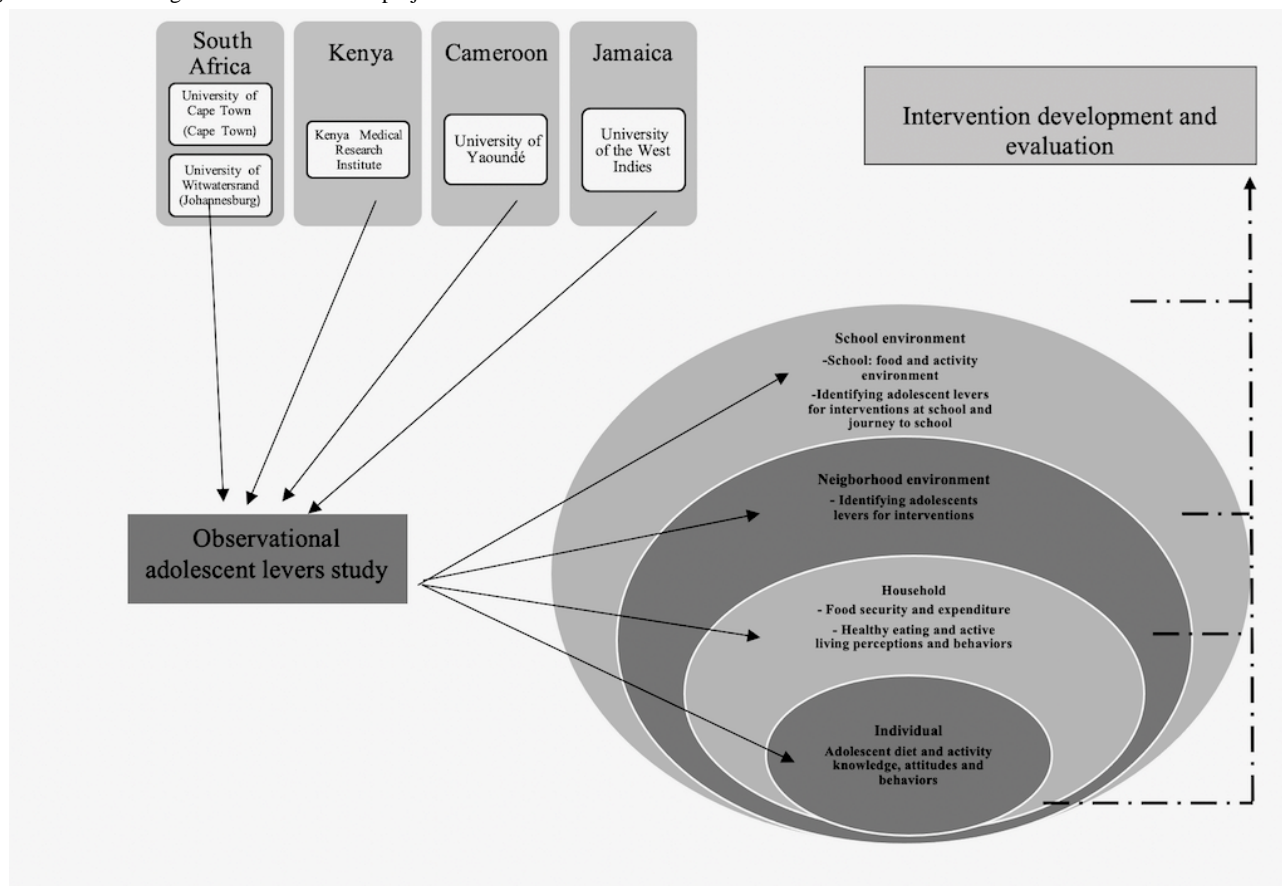 South
Africa
University of
Cape Town
(Cape Town)
University of
Witwatersrand
(Johannesburg)
Kenya
Kenya Medical
Research
Institute
Cameroon
University of
Yaoundé
Jamaica
University
of the West
Indies
Intervention development and
evaluation
Observational
adolescent levers study
School environment
-School: food and activity
environment
-Identifying adolescent levers
for interventions at school and
journey to school
Neigborhood environment
- Identifying adolescents
levers for interventions
Household
- Food security and expenditure
- Healthy eating and active
living perceptions and behaviors
Individual
Adolescent diet and activity
knowledge, attitudes and
behaviors